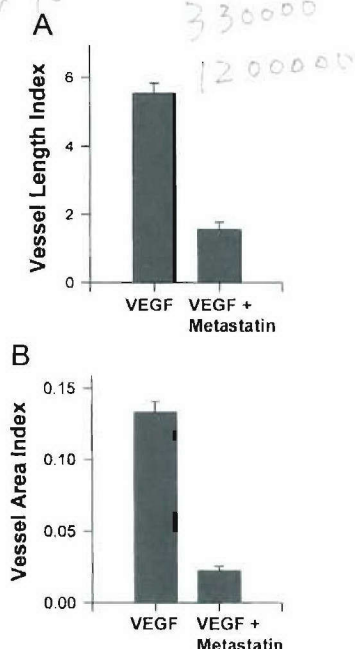 A
330000
1200000
Vessel Length Index
6
4
2
0
VEGF
VEGF +
Metastatin
B
Vessel Area Index
0.15
0.10
0.05
0.00
VEGF
VEGF +
Metastatin